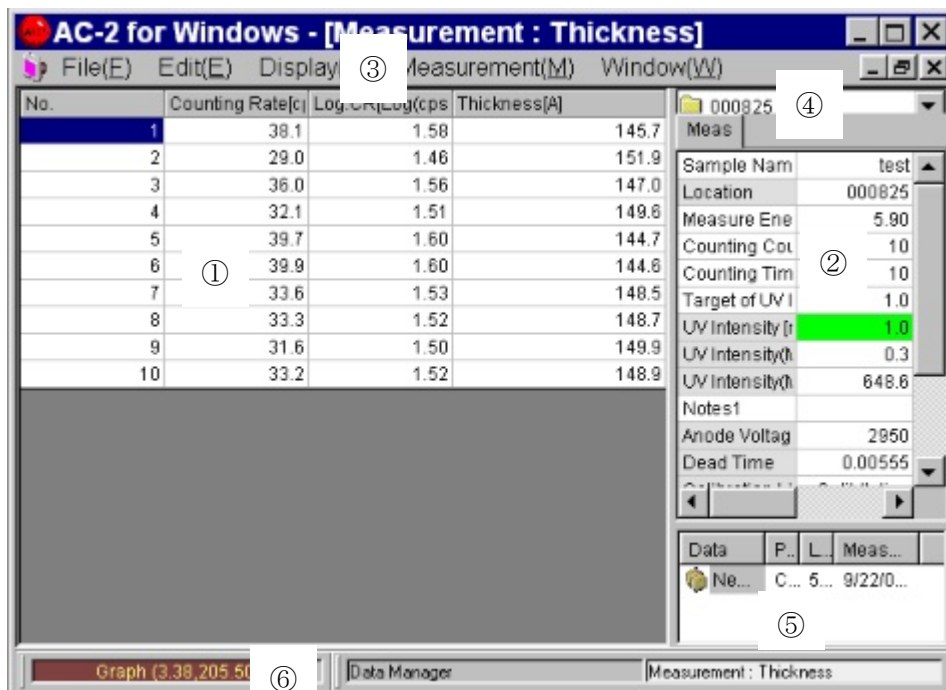 AC-2 for Windows - [Measurement : Thickness]
File(F) Edit(E) Display ③ Measurement(M) Window(W)
No. Counting Rate[c Log.CR[Log(cps Thickness[A]
1 38.1 1.58 145.7
2 29.0 1.46 151.9
3 36.0 1.56 147.0
4 32.1 1.51 149.6
5 39.7 1.60 144.7
6 39.9 1.60 144.6
7 33.6 1.53 148.5
8 33.3 1.52 148.7
9 31.6 1.50 149.9
10 33.2 1.52 148.9
①
000825 ④
Meas
Sample Nam test
Location 000825
Measure Ene 5.90
Counting Cou 10
②
Counting Tim 10
Target of UV I 1.0
UV Intensity [ 1.0
UV Intensity( 0.3
UV Intensity( 648.6
Notes1
Anode Voltag 2950
Dead Time 0.00555
Data P.. L... Meas...
Ne... C... 5... 9/22/0...
⑤
Graph (3.38,205.50 ⑥ Data Manager Measurement : Thickness